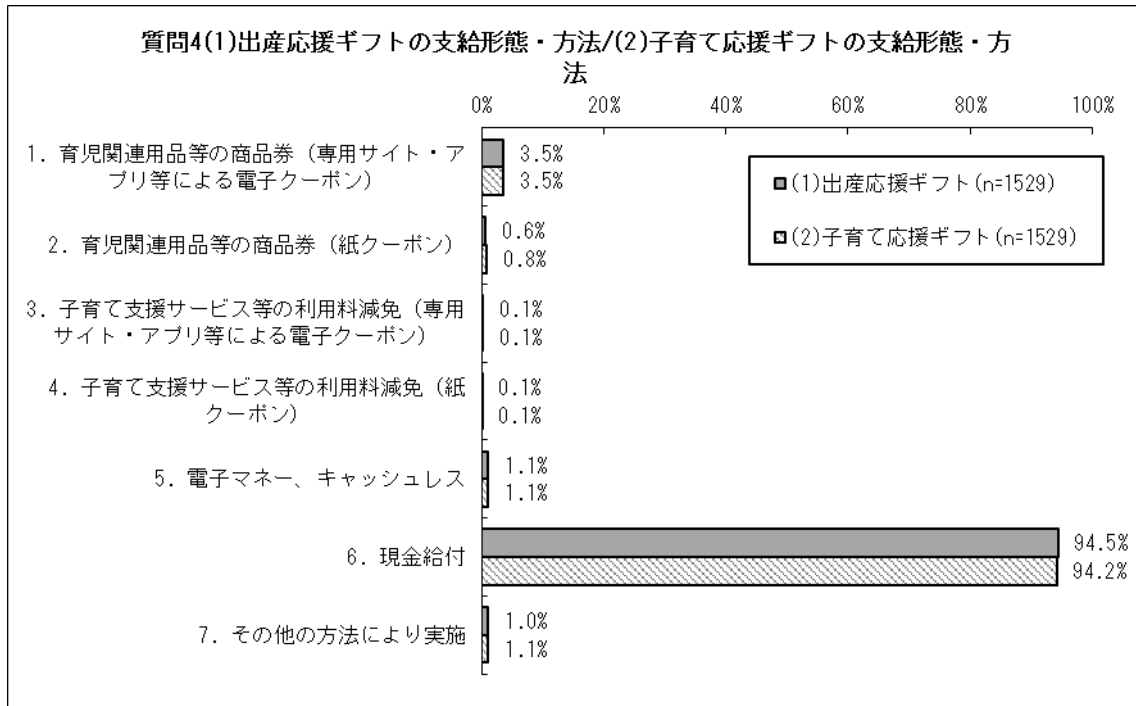 質問4(1)出産応援ギフトの支給形態・方法/(2)子育て応援ギフトの支給形態・方
法
0% 20% 40% 60% 80% 100%
1. 育児関連用品等の商品券（専用サイト・ア
プリ等による電子クーポン）
3.5%
3.5%
■(1)出産応援ギフト(n=1529)
(2)子育て応援ギフト(n=1529)
2. 育児関連用品等の商品券（紙クーポン）
0.6%
0.8%
3. 子育て支援サービス等の利用料減免（専用
サイト・アプリ等による電子クーポン）
0.1%
0.1%
4. 子育て支援サービス等の利用料減免（紙
クーポン）
0.1%
0.1%
5. 電子マネー、キャッシュレス
1.1%
1.1%
6. 現金給付
94.5%
94.2%
7. その他の方法により実施
1.0%
1.1%